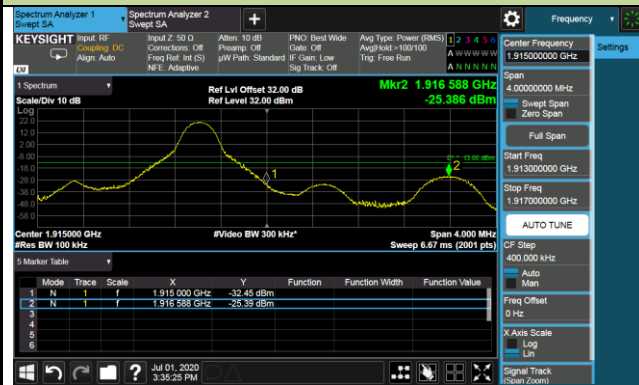 Spectrum Analyzer 1
Swept SA
Spectrum Analyzer 2
Swept SA
+
Frequency
KEYSIGHT
Input: RF
Coupling: DC
Align: Auto
Input Z: 50 Ω
Corrections: Off
Freq Ref: Int (S)
NFE: Adaptive
Atten: 10 dB
Preamp: Off
µW Path: Standard
PNO: Best Wide
Gate: Off
IF Gain: Low
Sig Track: Off
Avg Type: Power (RMS)
Avg|Hold:>100/100
Trig: Free Run
1 2 3 4 5 6
A W W W W W
A N N N N N
LXI
Center Frequency
1.915000000 GHz
Settings
Span
4.00000000 MHz
Swept Span
Zero Span
Full Span
Start Freq
1.913000000 GHz
Stop Freq
1.917000000 GHz
AUTO TUNE
CF Step
400.000 kHz
Auto
Man
Freq Offset
0 Hz
X Axis Scale
Log
Lin
Signal Track
(Span Zoom)
1 Spectrum
Scale/Div 10 dB
Ref Lvl Offset 32.00 dB
Ref Level 32.00 dBm
Mkr2 1.916 588 GHz
-25.386 dBm
Log
22.0
12.0
2.00
-8.00
-18.0
-28.0
-38.0
-48.0
-58.0
-13.00 dBm
1
2
Center 1.915000 GHz
#Res BW 100 kHz
#Video BW 300 kHz*
Span 4.000 MHz
Sweep 6.67 ms (2001 pts)
5 Marker Table
Mode Trace Scale X Y Function Function Width Function Value
1 N 1 f 1.915 000 GHz -32.45 dBm
2 N 1 f 1.916 588 GHz -25.39 dBm
3
4
5
6
?
Jul 01, 2020
3:35:25 PM